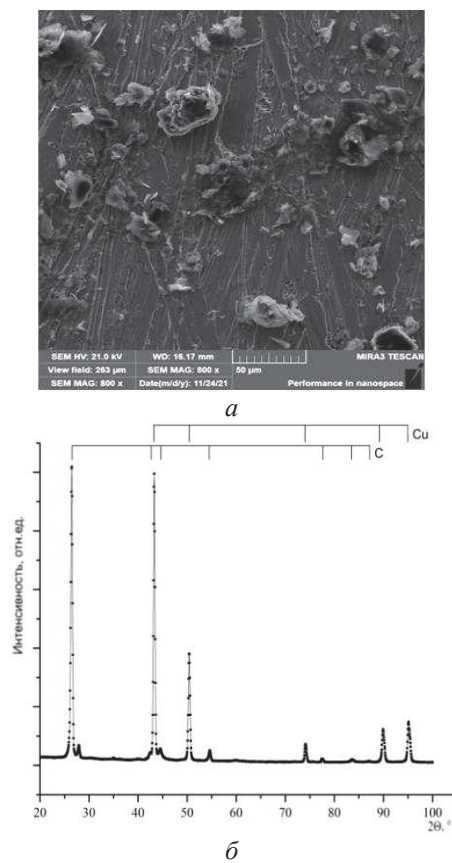 SEM HV: 21.0 kV WD: 16.17 mm MIRA3 TESCAN
View field: 263 µm SEM MAG: 800 x 50 µm
SEM MAG: 800 x Date(m/d/y): 11/24/21 Performance in nanospace
а
Cu
C
Интенсивность, отн.ед.
20 30 40 50 60 70 80 90 100
2Θ, °
б